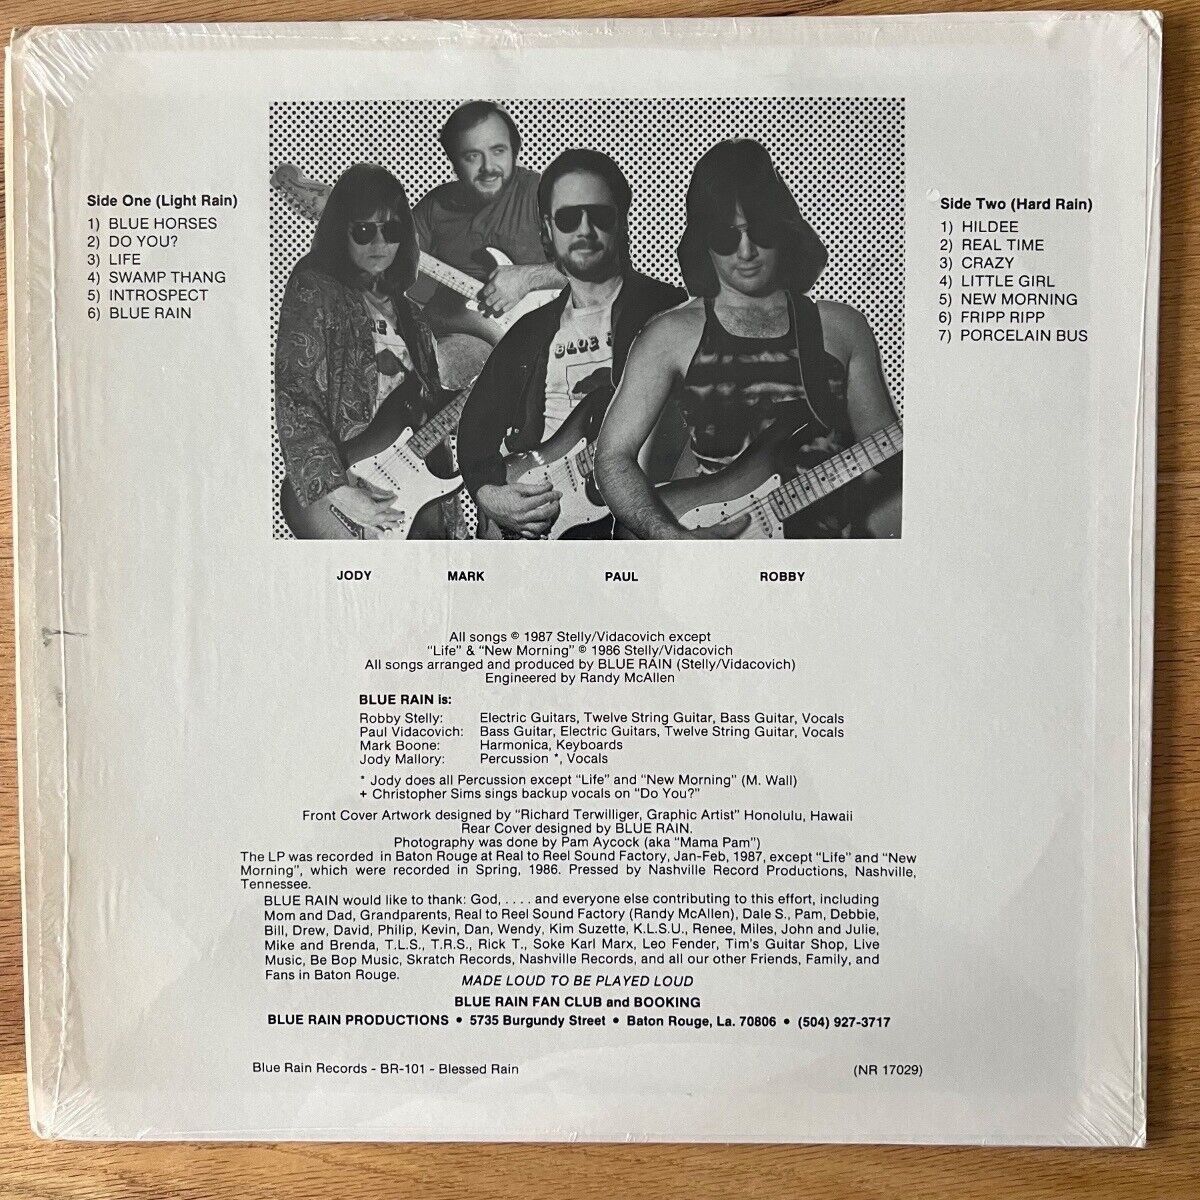 Side One (Light Rain)
1) BLUE HORSES
2) DO YOU?
3) LIFE
4) SWAMP THANG
5) INTROSPECT
6) BLUE RAIN
Side Two (Hard Rain)
1) HILDEE
2) REAL TIME
3) CRAZY
4) LITTLE GIRL
5) NEW MORNING
6) FRIPP RIPP
7) PORCELAIN BUS
BLUE
JODY MARK PAUL ROBBY
All songs © 1987 Stelly/Vidacovich except
"Life" & "New Morning" © 1986 Stelly/Vidacovich
All songs arranged and produced by BLUE RAIN (Stelly/Vidacovich)
Engineered by Randy McAllen
BLUE RAIN is:
Robby Stelly: Electric Guitars, Twelve String Guitar, Bass Guitar, Vocals
Paul Vidacovich: Bass Guitar, Electric Guitars, Twelve String Guitar, Vocals
Mark Boone: Harmonica, Keyboards
Jody Mallory: Percussion *, Vocals
* Jody does all Percussion except "Life" and "New Morning" (M. Wall)
+ Christopher Sims sings backup vocals on "Do You?"
Front Cover Artwork designed by "Richard Terwilliger, Graphic Artist" Honolulu, Hawaii
Rear Cover designed by BLUE RAIN.
Photography was done by Pam Aycock (aka "Mama Pam")
The LP was recorded in Baton Rouge at Real to Reel Sound Factory, Jan-Feb, 1987, except "Life" and "New
Morning", which were recorded in Spring, 1986. Pressed by Nashville Record Productions, Nashville,
Tennessee.
BLUE RAIN would like to thank: God, . . . . and everyone else contributing to this effort, including
Mom and Dad, Grandparents, Real to Reel Sound Factory (Randy McAllen), Dale S., Pam, Debbie,
Bill, Drew, David, Philip, Kevin, Dan, Wendy, Kim Suzette, K.L.S.U., Renee, Miles, John and Julie,
Mike and Brenda, T.L.S., T.R.S., Rick T., Soke Karl Marx, Leo Fender, Tim's Guitar Shop, Live
Music, Be Bop Music, Skratch Records, Nashville Records, and all our other Friends, Family, and
Fans in Baton Rouge.
MADE LOUD TO BE PLAYED LOUD
BLUE RAIN FAN CLUB and BOOKING
BLUE RAIN PRODUCTIONS • 5735 Burgundy Street • Baton Rouge, La. 70806 • (504) 927-3717
Blue Rain Records - BR-101 - Blessed Rain (NR 17029)